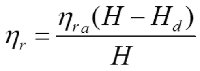 η_r = η_{ra}(H − H_d) / H